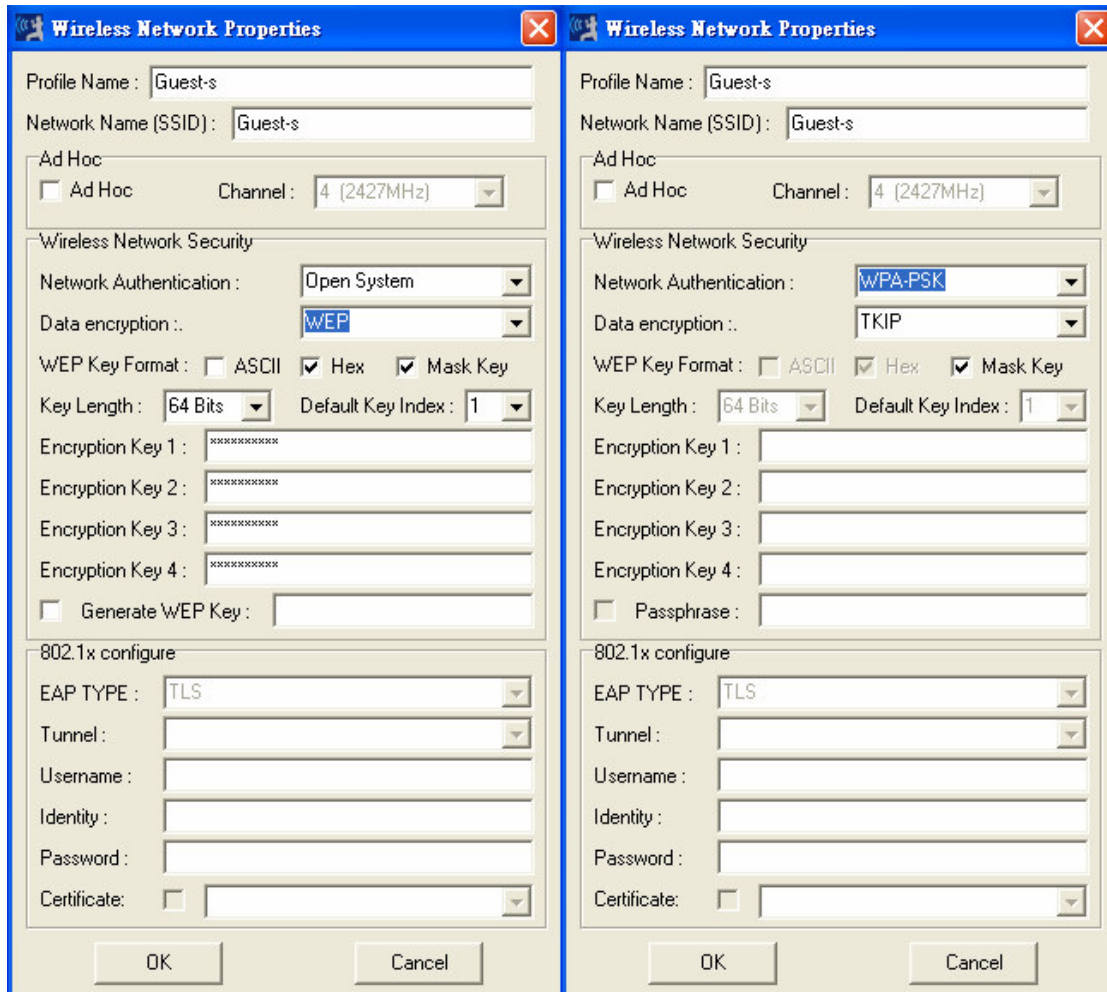 Wireless Network Properties
Profile Name : Guest-s
Network Name (SSID) : Guest-s
Ad Hoc
Ad Hoc Channel : 4 (2427MHz)
Wireless Network Security
Network Authentication : Open System
Data encryption :. WEP
WEP Key Format : ASCII Hex Mask Key
Key Length : 64 Bits Default Key Index : 1
Encryption Key 1 : **********
Encryption Key 2 : **********
Encryption Key 3 : **********
Encryption Key 4 : **********
Generate WEP Key :
802.1x configure
EAP TYPE : TLS
Tunnel :
Username :
Identity :
Password :
Certificate:
OK Cancel
Wireless Network Properties
Profile Name : Guest-s
Network Name (SSID) : Guest-s
Ad Hoc
Ad Hoc Channel : 4 (2427MHz)
Wireless Network Security
Network Authentication : WPA-PSK
Data encryption :. TKIP
WEP Key Format : ASCII Hex Mask Key
Key Length : 64 Bits Default Key Index : 1
Encryption Key 1 :
Encryption Key 2 :
Encryption Key 3 :
Encryption Key 4 :
Passphrase :
802.1x configure
EAP TYPE : TLS
Tunnel :
Username :
Identity :
Password :
Certificate:
OK Cancel